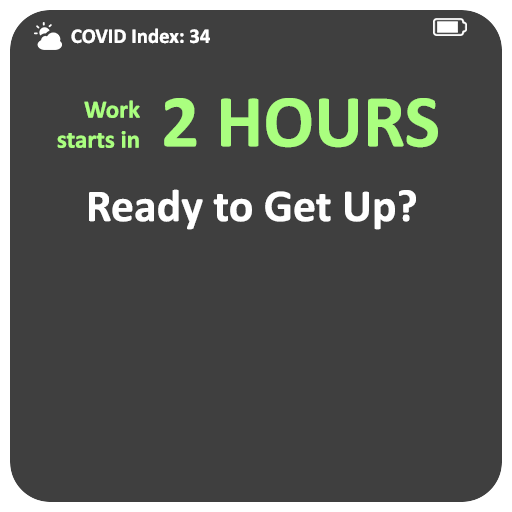 COVID Index: 34
Work
starts in
2 HOURS
Ready to Get Up?